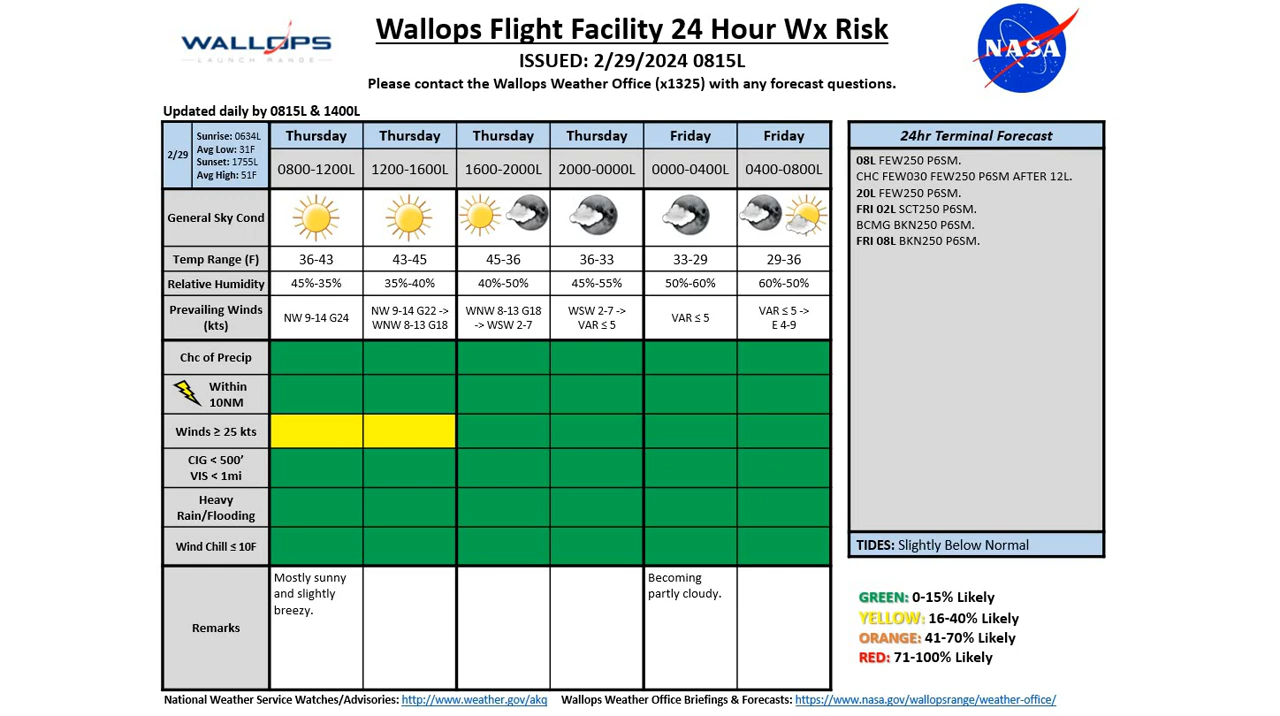 WALLOPS
LAUNCH RANGE
Wallops Flight Facility 24 Hour Wx Risk
ISSUED: 2/29/2024 0815L
Please contact the Wallops Weather Office (x1325) with any forecast questions.
NASA
Updated daily by 0815L & 1400L
2/29
Sunrise: 0634L
Avg Low: 31F
Sunset: 1755L
Avg High: 51F
Thursday Thursday Thursday Thursday Friday Friday
0800-1200L 1200-1600L 1600-2000L 2000-0000L 0000-0400L 0400-0800L
General Sky Cond
Temp Range (F) 36-43 43-45 45-36 36-33 33-29 29-36
Relative Humidity 45%-35% 35%-40% 40%-50% 45%-55% 50%-60% 60%-50%
Prevailing Winds (kts)
NW 9-14 G24
NW 9-14 G22 ->
WNW 8-13 G18
WNW 8-13 G18
-> WSW 2-7
WSW 2-7 ->
VAR ≤ 5
VAR ≤ 5
VAR ≤ 5 ->
E 4-9
Chc of Precip
Within
10NM
Winds ≥ 25 kts
CIG < 500’
VIS < 1mi
Heavy
Rain/Flooding
Wind Chill ≤ 10F
Remarks
Mostly sunny
and slightly
breezy.
Becoming
partly cloudy.
24hr Terminal Forecast
08L FEW250 P6SM.
CHC FEW030 FEW250 P6SM AFTER 12L.
20L FEW250 P6SM.
FRI 02L SCT250 P6SM.
BCMG BKN250 P6SM.
FRI 08L BKN250 P6SM.
TIDES: Slightly Below Normal
GREEN: 0-15% Likely
YELLOW: 16-40% Likely
ORANGE: 41-70% Likely
RED: 71-100% Likely
National Weather Service Watches/Advisories: http://www.weather.gov/akq Wallops Weather Office Briefings & Forecasts: https://www.nasa.gov/wallopsrange/weather-office/